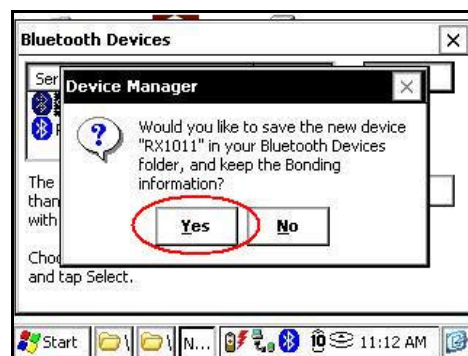 Bluetooth Devices
Ser
Device Manager
Would you like to save the new device
"RX1011" in your Bluetooth Devices
folder, and keep the Bonding
information?
Yes
No
The
than
with
Choo
and tap Select.
Start
N...
11:12 AM